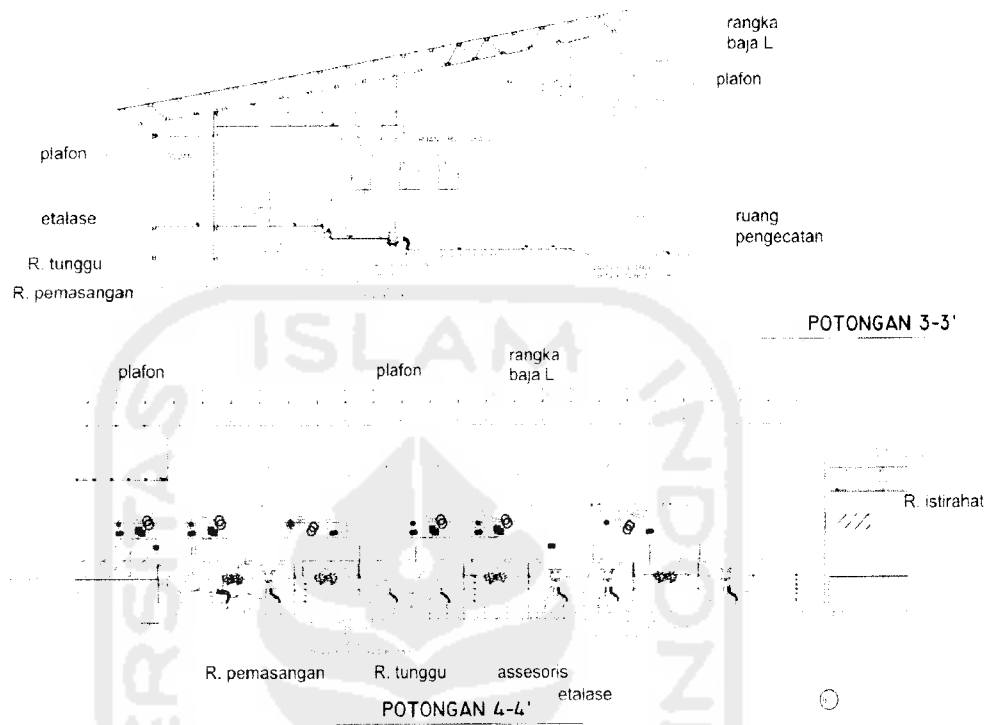 rangka
baja L
plafon
plafon
etalase
ruang
pengecatan
R. tunggu
R. pemasangan
POTONGAN 3-3'
ISLAM
plafon
plafon
rangka
baja L
R. istirahat
R. pemasangan
R. tunggu
assesoris
etalase
POTONGAN 4-4'